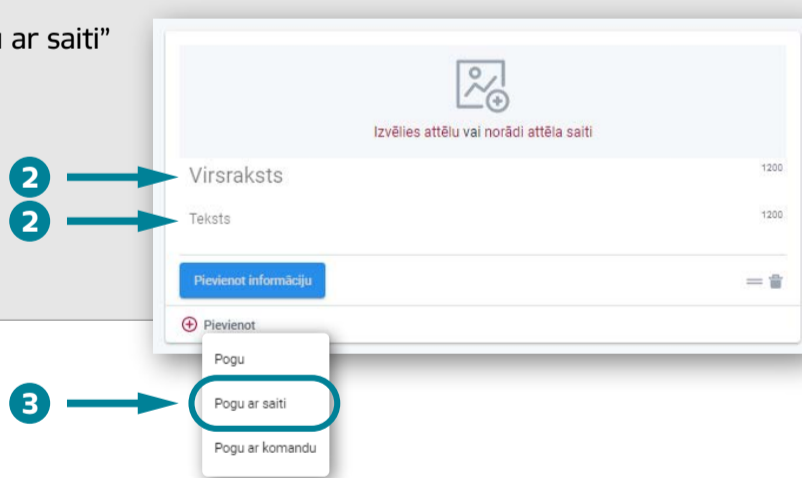 ar saiti”
Izvēlies attēlu vai norādi attēla saiti
2
Virsraksts
1200
2
Teksts
1200
Pievienot informāciju
Pievienot
Pogu
3
Pogu ar saiti
Pogu ar komandu